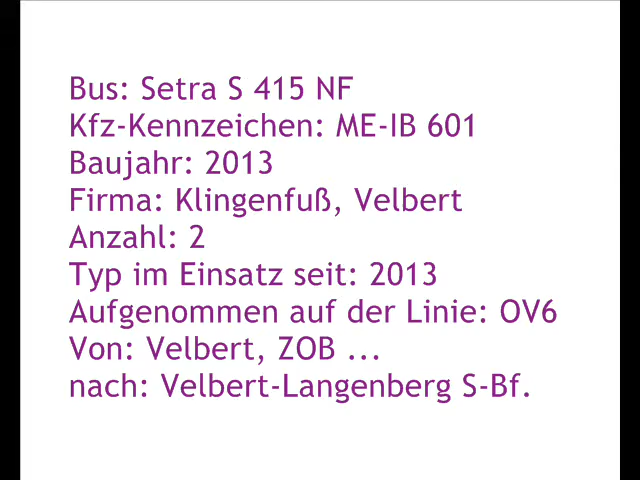 Bus: Setra S 415 NF
Kfz-Kennzeichen: ME-IB 601
Baujahr: 2013
Firma: Klingenfuß, Velbert
Anzahl: 2
Typ im Einsatz seit: 2013
Aufgenommen auf der Linie: OV6
Von: Velbert, ZOB ...
nach: Velbert-Langenberg S-Bf.